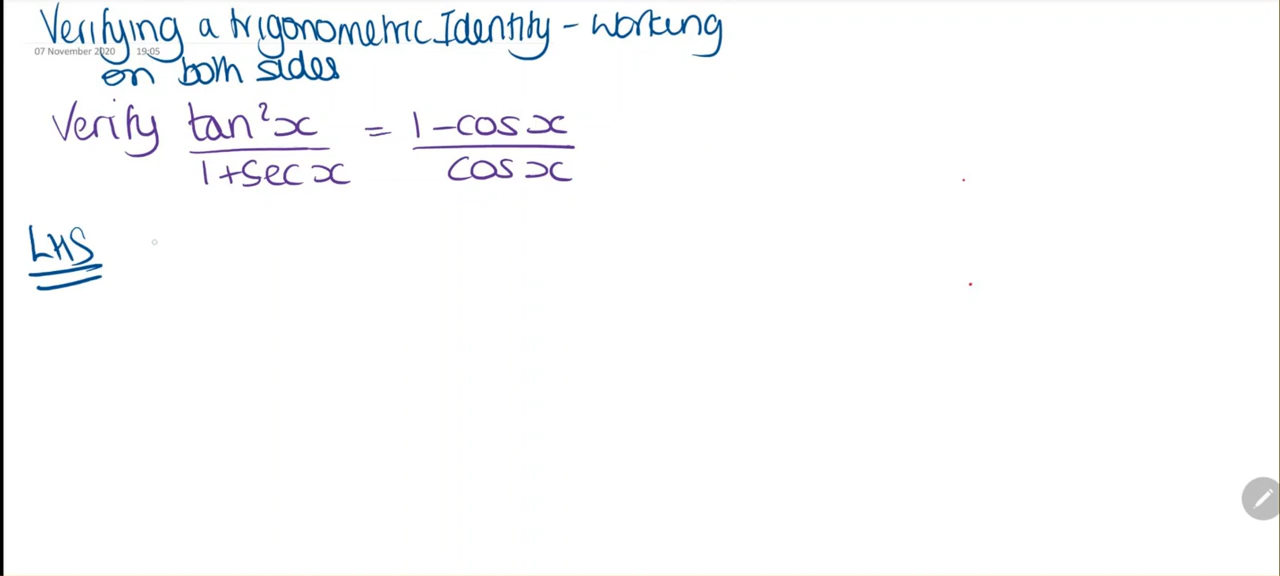 Verifying a trigonometric Identity - working
07 November 2020 19:05
on both sides
Verify tan²x / 1+sec x = 1-cos x / cos x
LHS